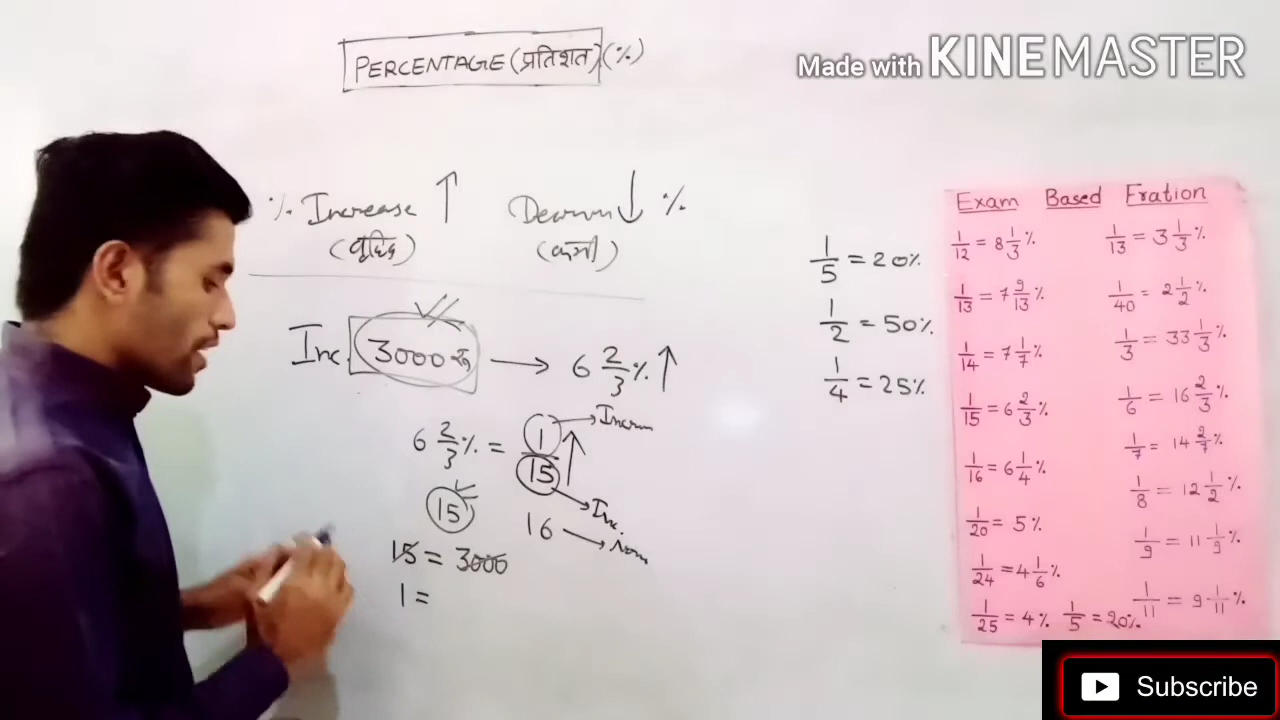 PERCENTAGE (प्रतिशत) (%)
Made with KINEMASTER
% Increase ↑ ↓ %
(वृद्धि) (कमी)
Inc. 3000 रु → 6 2/3 % ↑
6 2/3 % = 1/15 ↑
15
Inc.
16
15 = 3000
1 =
1/5 = 20%
1/2 = 50%
1/4 = 25%
Exam Based Fration
1/12 = 8 1/3 %
1/13 = 7 9/13 %
1/14 = 7 1/7 %
1/15 = 6 2/3 %
1/16 = 6 1/4 %
1/20 = 5 %
1/24 = 4 1/6 %
1/25 = 4 %
1/5 = 20%
1/13 = 3 1/3 %
1/40 = 2 1/2 %
1/3 = 33 1/3 %
1/6 = 16 2/3 %
1/7 = 14 2/7 %
1/8 = 12 1/2 %
1/9 = 11 1/9 %
1/11 = 9 1/11 %
Subscribe